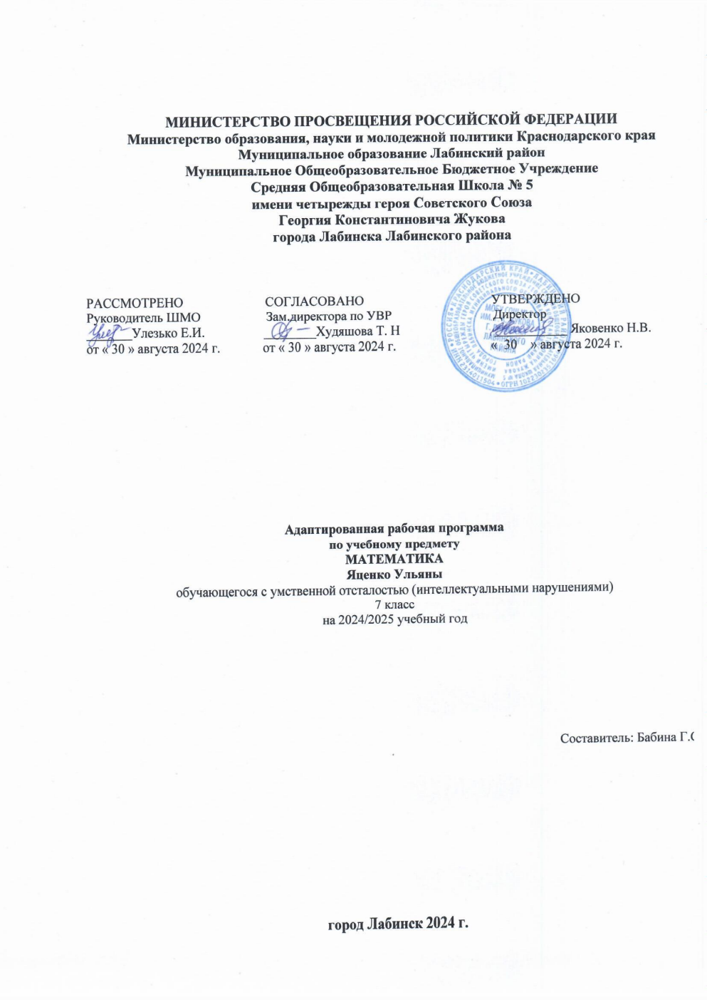 МИНИСТЕРСТВО ПРОСВЕЩЕНИЯ РОССИЙСКОЙ ФЕДЕРАЦИИ
Министерство образования, науки и молодежной политики Краснодарского края
Муниципальное образование Лабинский район
Муниципальное Общеобразовательное Бюджетное Учреждение
Средняя Общеобразовательная Школа № 5
имени четырежды героя Советского Союза
Георгия Константиновича Жукова
города Лабинска Лабинского района
РАССМОТРЕНО СОГЛАСОВАНО УТВЕРЖДЕНО
Руководитель ШМО Зам.директора по УВР Директор
Улезько Е.И. Худяшова Т. Н Яковенко Н.В.
от « 30 » августа 2024 г. от « 30 » августа 2024 г. « 30 » августа 2024 г.
Адаптированная рабочая программа
по учебному предмету
МАТЕМАТИКА
Яценко Ульяны
обучающегося с умственной отсталостью (интеллектуальными нарушениями)
7 класс
на 2024/2025 учебный год
Составитель: Бабина Г.
город Лабинск 2024 г.